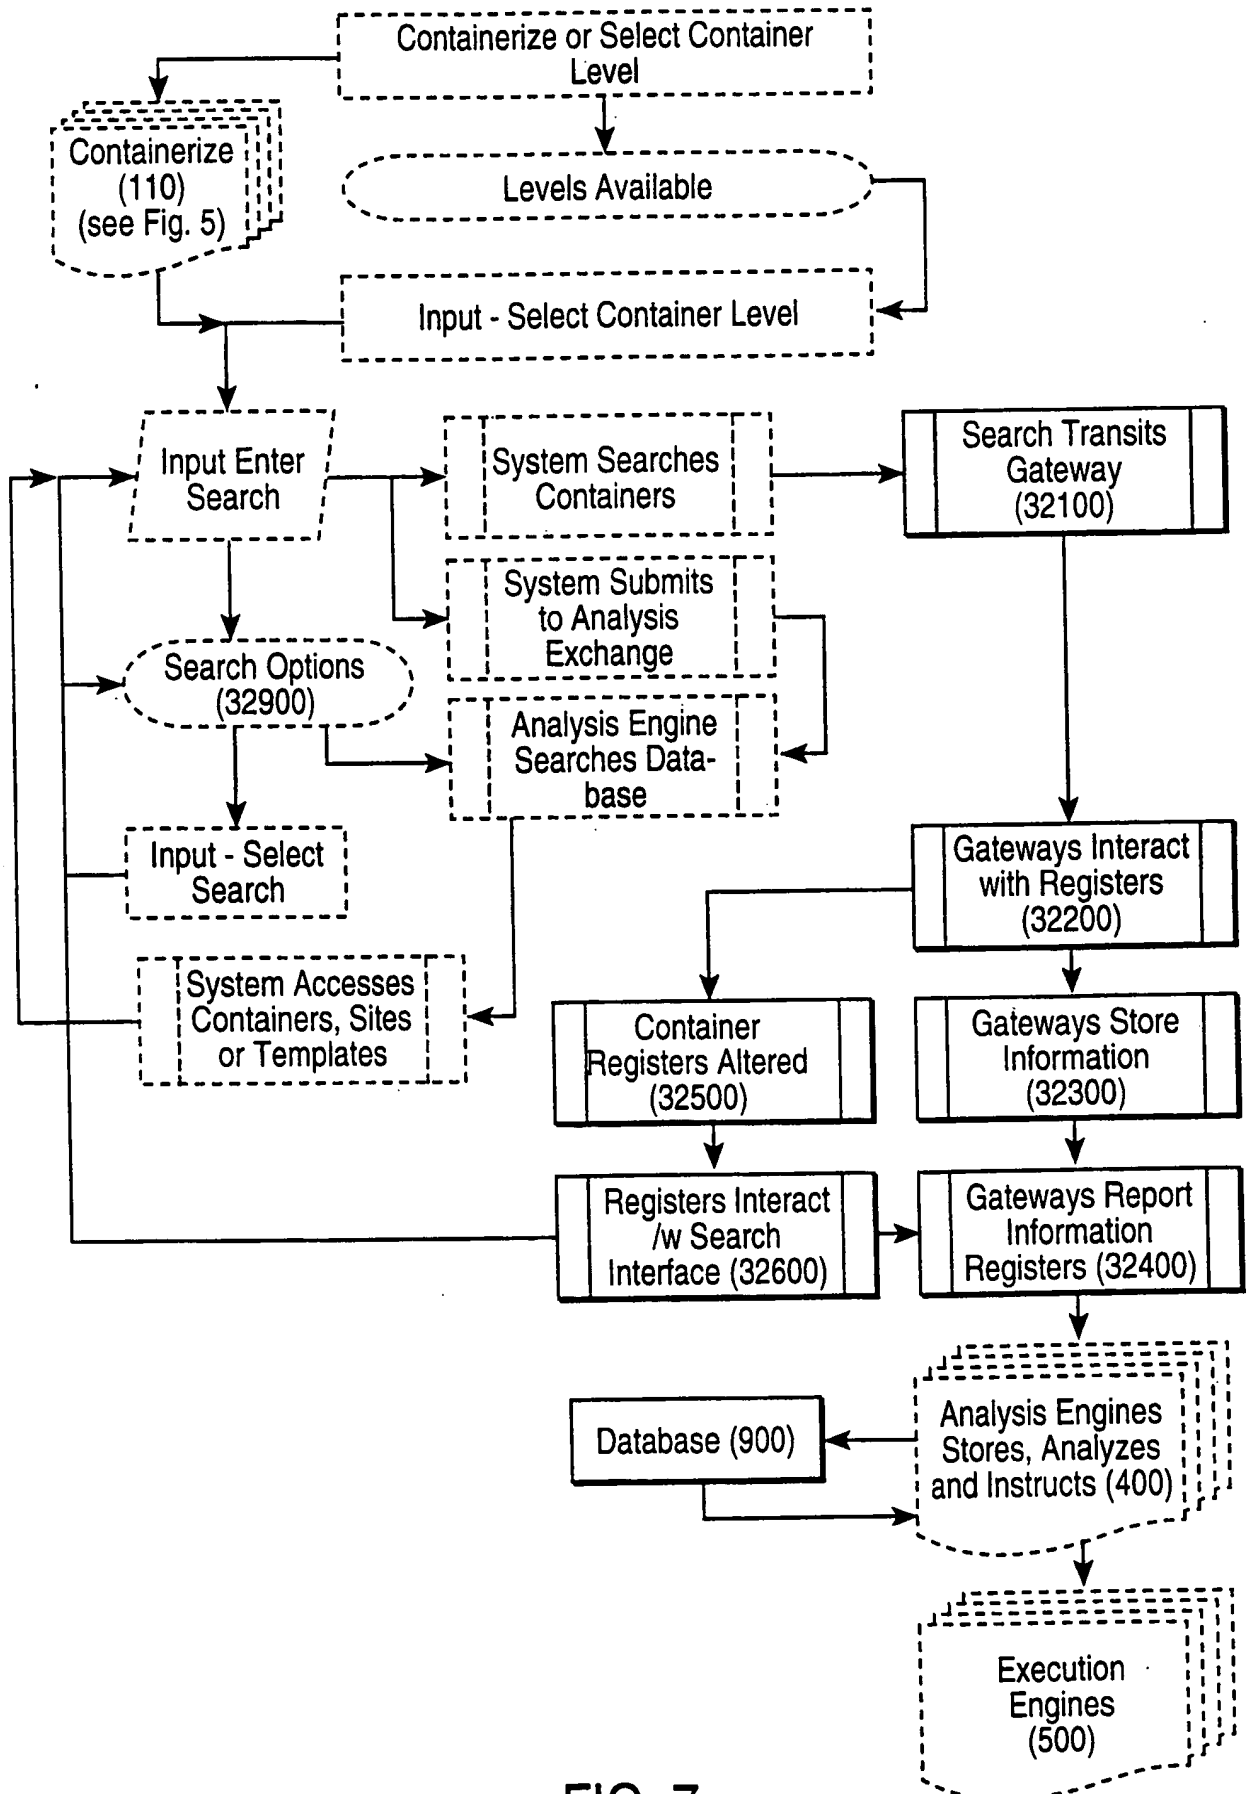 Containerize or Select Container
Level
Containerize
(110)
(see Fig. 5)
Levels Available
Input - Select Container Level
Input Enter
Search
System Searches
Containers
Search Transits
Gateway
(32100)
System Submits
to Analysis
Exchange
Search Options
(32900)
Analysis Engine
Searches Data-
base
Input - Select
Search
Gateways Interact
with Registers
(32200)
System Accesses
Containers, Sites
or Templates
Container
Registers Altered
(32500)
Gateways Store
Information
(32300)
Registers Interact
/w Search
Interface (32600)
Gateways Report
Information
Registers (32400)
Database (900)
Analysis Engines
Stores, Analyzes
and Instructs (400)
Execution
Engines
(500)
FIG. 7